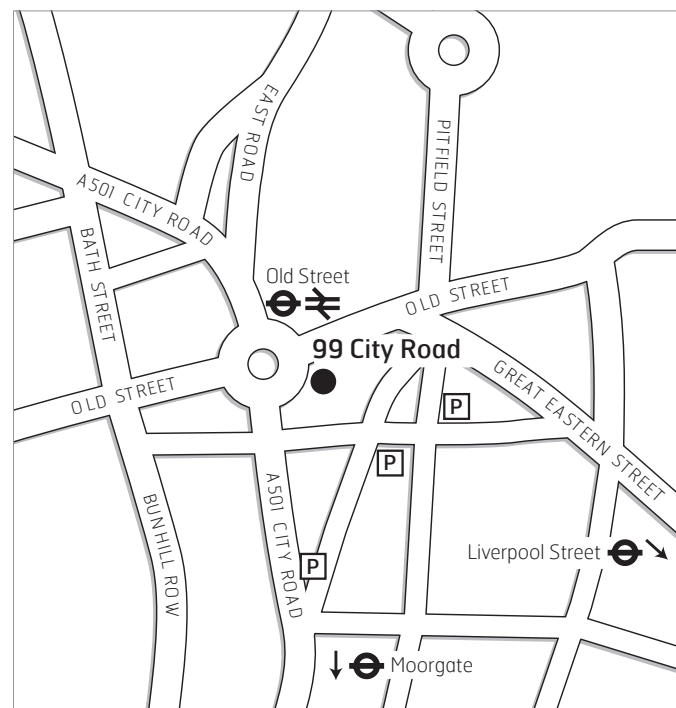 EAST ROAD
PITFIELD STREET
A501 CITY ROAD
BATH STREET
Old Street
OLD STREET
99 City Road
OLD STREET
GREAT EASTERN STREET
P
P
BUNHILL ROW
A501 CITY ROAD
Liverpool Street
P
Moorgate